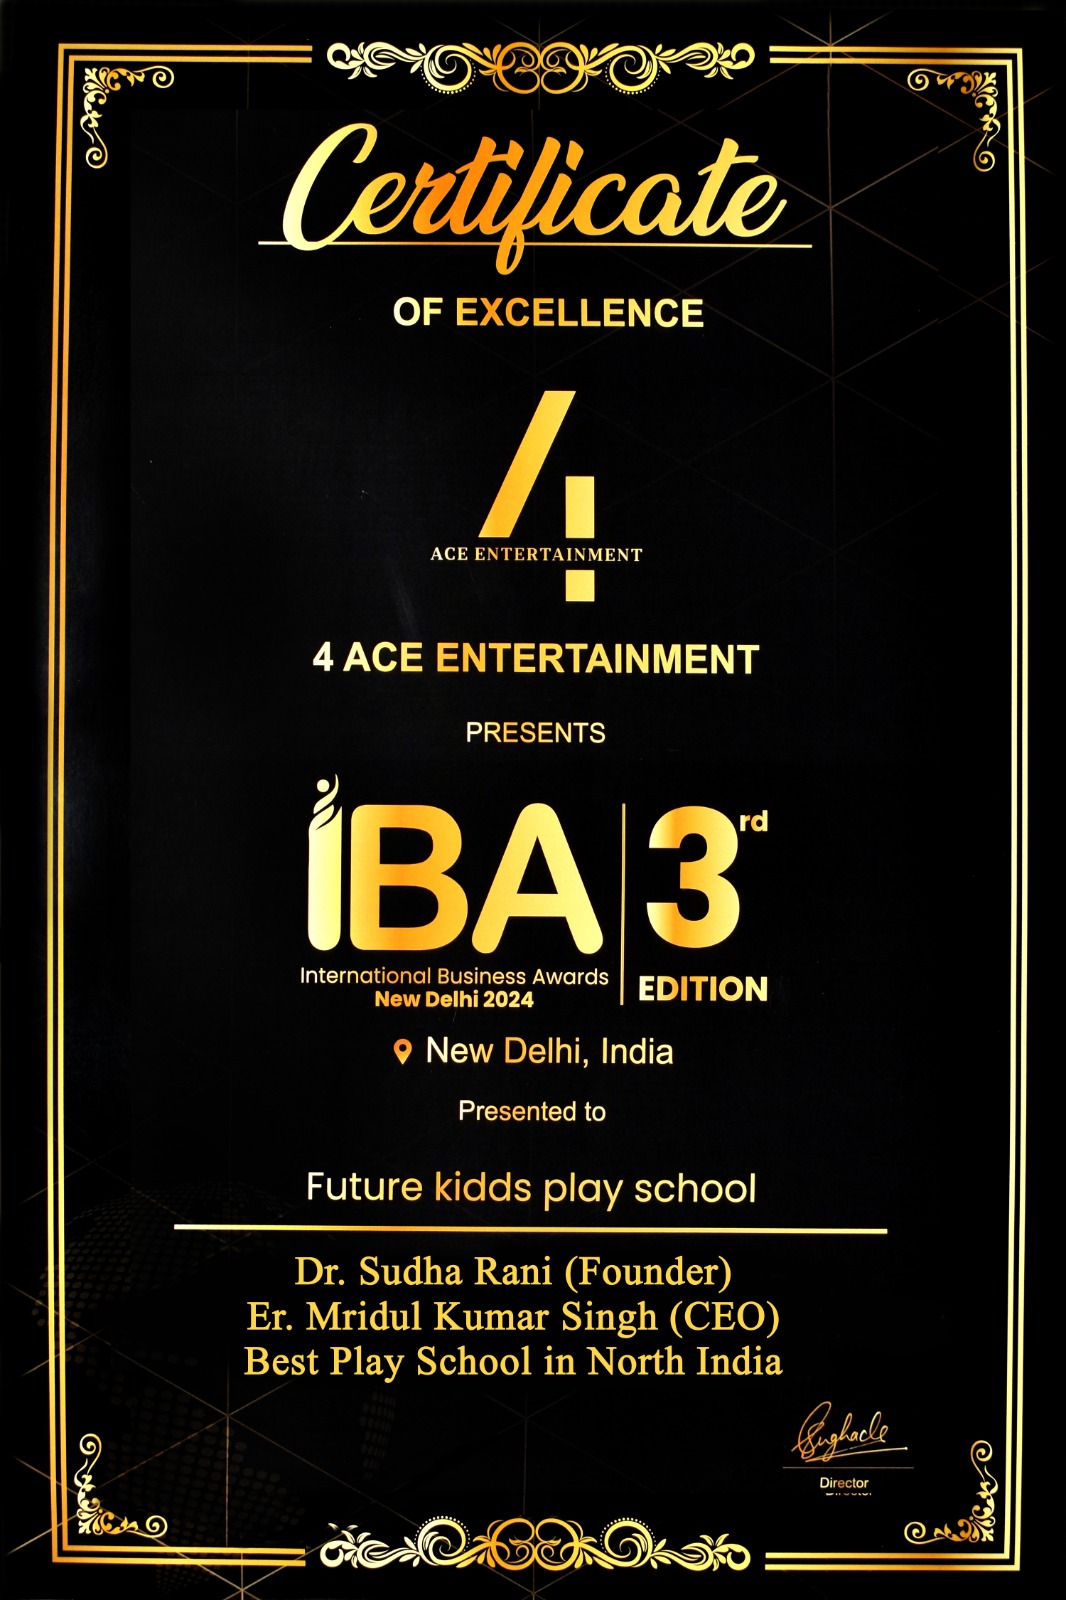 Certificate
OF EXCELLENCE
4
ACE ENTERTAINMENT
4 ACE ENTERTAINMENT
PRESENTS
iBA 3rd
International Business Awards
New Delhi 2024
EDITION
New Delhi, India
Presented to
Future kidds play school
Dr. Sudha Rani (Founder)
Er. Mridul Kumar Singh (CEO)
Best Play School in North India
Director